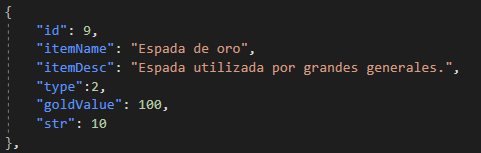 {
"id": 9,
"itemName": "Espada de oro",
"itemDesc": "Espada utilizada por grandes generales.",
"type":2,
"goldValue": 100,
"str": 10
},